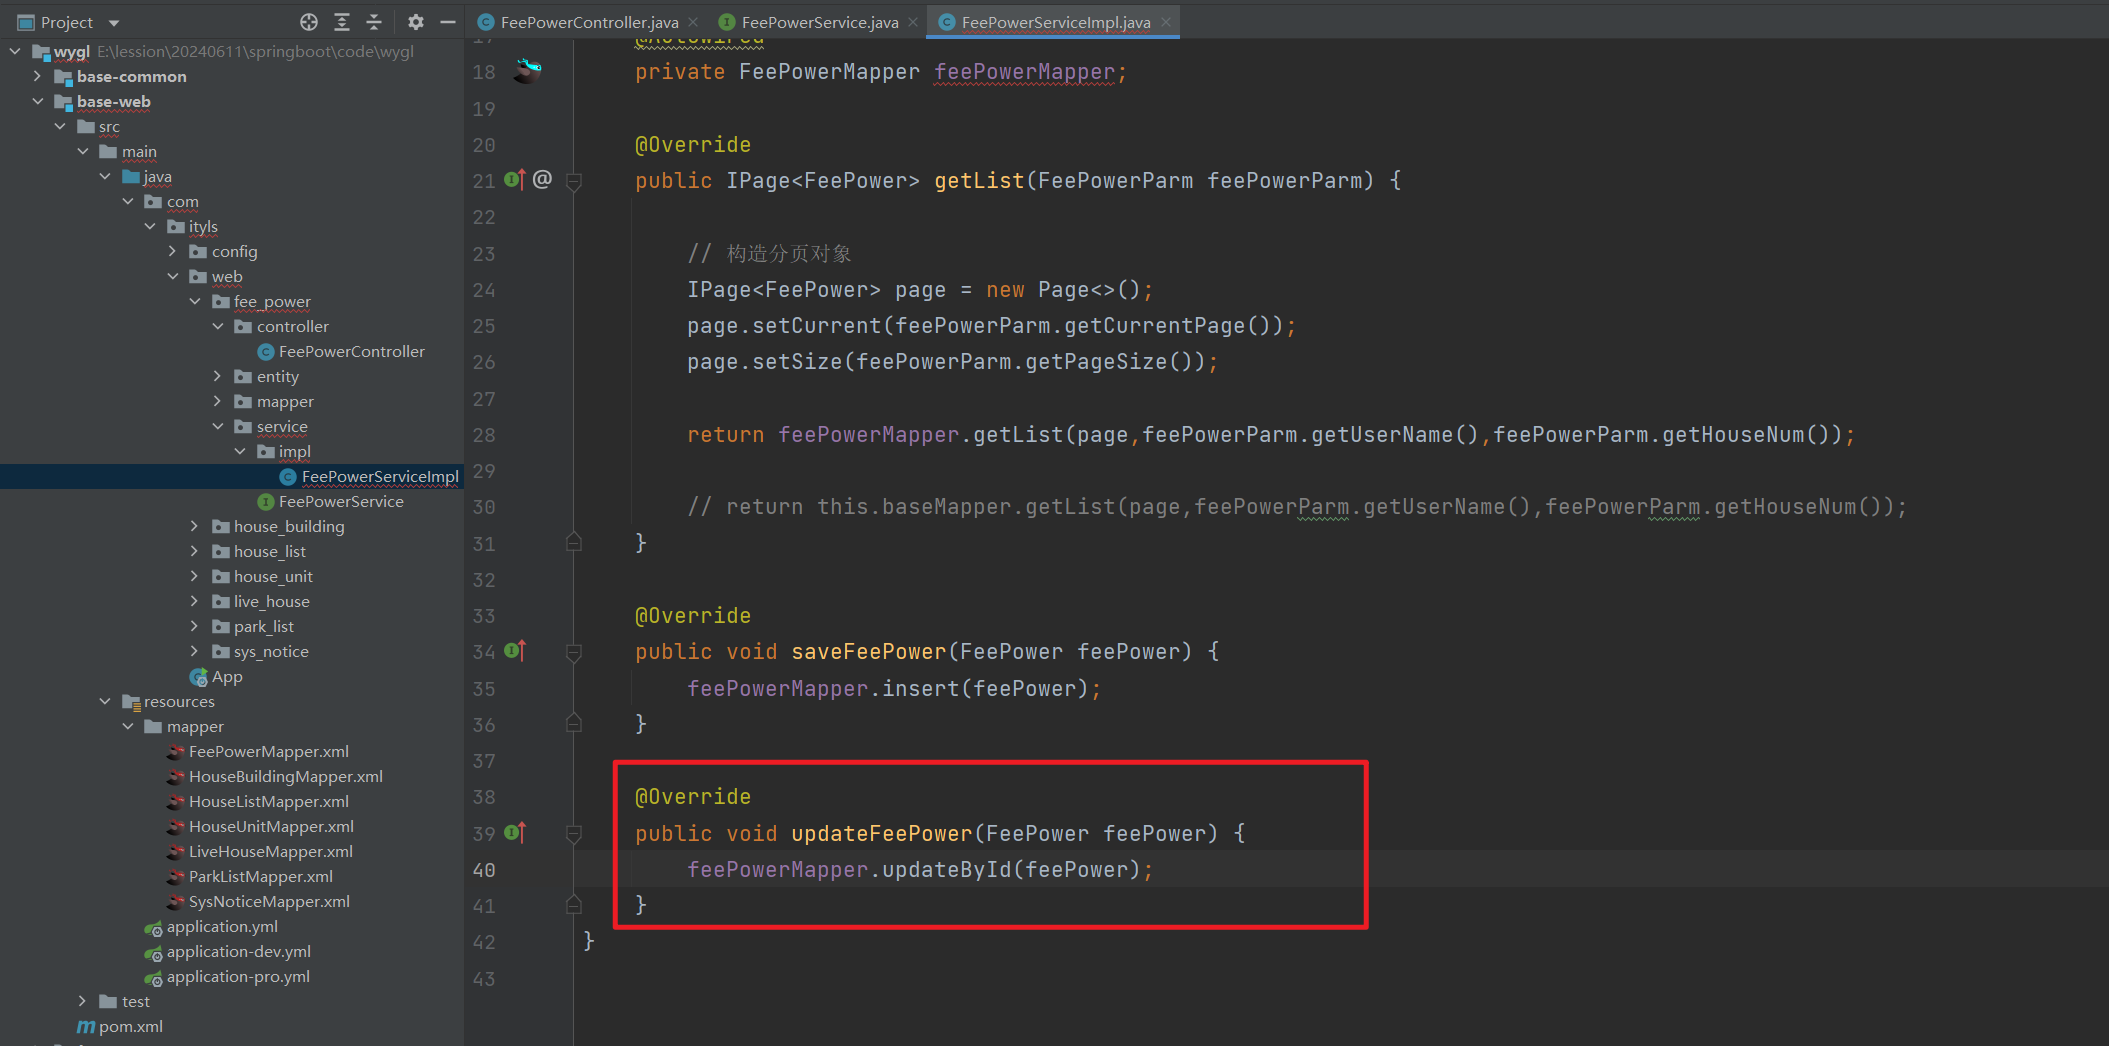 Project
wygl E:\lession\20240611\springboot\code\wygl
base-common
base-web
src
main
java
com
ityls
config
web
fee_power
controller
FeePowerController
entity
mapper
service
impl
FeePowerServiceImpl
FeePowerService
house_building
house_list
house_unit
live_house
park_list
sys_notice
App
resources
mapper
FeePowerMapper.xml
HouseBuildingMapper.xml
HouseListMapper.xml
HouseUnitMapper.xml
LiveHouseMapper.xml
ParkListMapper.xml
SysNoticeMapper.xml
application.yml
application-dev.yml
application-pro.yml
test
pom.xml
FeePowerController.java
FeePowerService.java
FeePowerServiceImpl.java
17 @Autowired
18 private FeePowerMapper feePowerMapper;
19
20 @Override
21 public IPage<FeePower> getList(FeePowerParm feePowerParm) {
22
23 // 构造分页对象
24 IPage<FeePower> page = new Page<>();
25 page.setCurrent(feePowerParm.getCurrentPage());
26 page.setSize(feePowerParm.getPageSize());
27
28 return feePowerMapper.getList(page,feePowerParm.getUserName(),feePowerParm.getHouseNum());
29
30 // return this.baseMapper.getList(page,feePowerParm.getUserName(),feePowerParm.getHouseNum());
31 }
32
33 @Override
34 public void saveFeePower(FeePower feePower) {
35 feePowerMapper.insert(feePower);
36 }
37
38 @Override
39 public void updateFeePower(FeePower feePower) {
40 feePowerMapper.updateById(feePower);
41 }
42 }
43